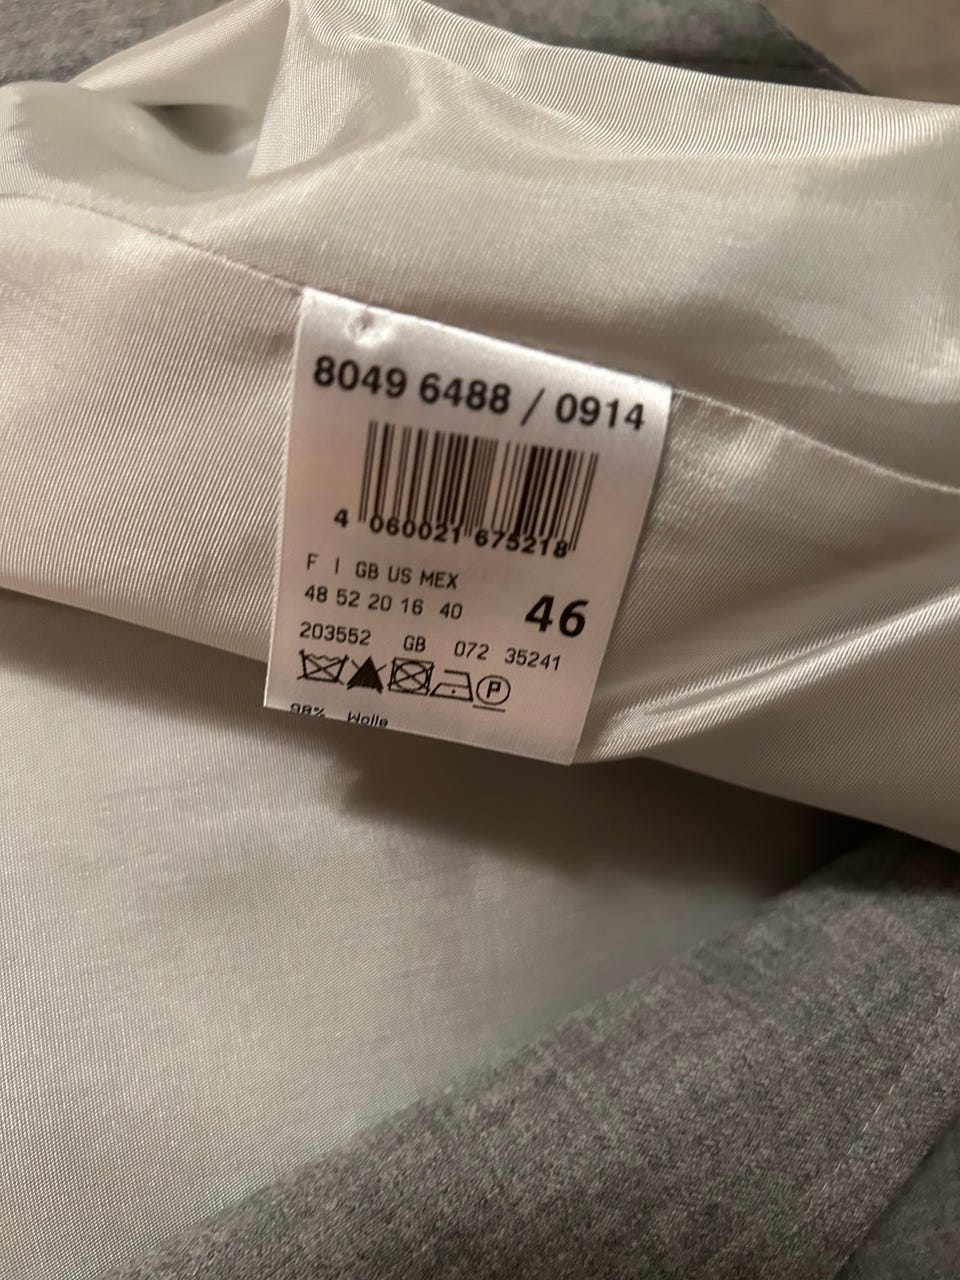 8049 6488 / 0914
4 060021 675218
F I GB US MEX
48 52 20 16 40
46
203552 GB 072 35241
P
98% Wolle